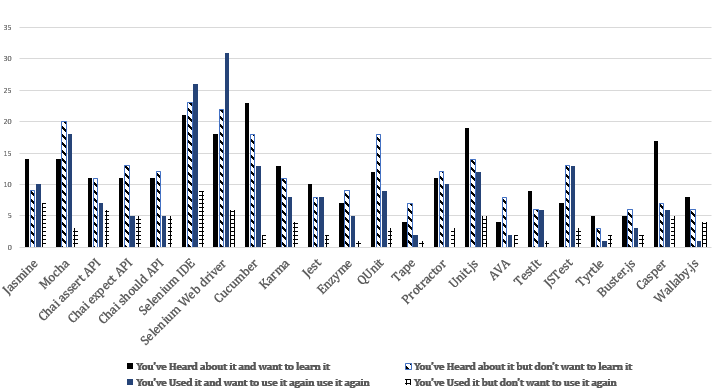 35
30
25
20
15
10
5
0
Jasmine
Mocha
Chai assert API
Chai expect API
Chai should API
Selenium IDE
Selenium Web driver
Cucumber
Karma
Jest
Enzyme
QUnit
Tape
Protractor
Unit.js
AVA
TestIt
JSTest
Tyrtle
Buster.js
Casper
Wallaby.js
You've Heard about it and want to learn it
You've Heard about it but don't want to learn it
You've Used it and want to use it again use it again
You've Used it but don't want to use it again